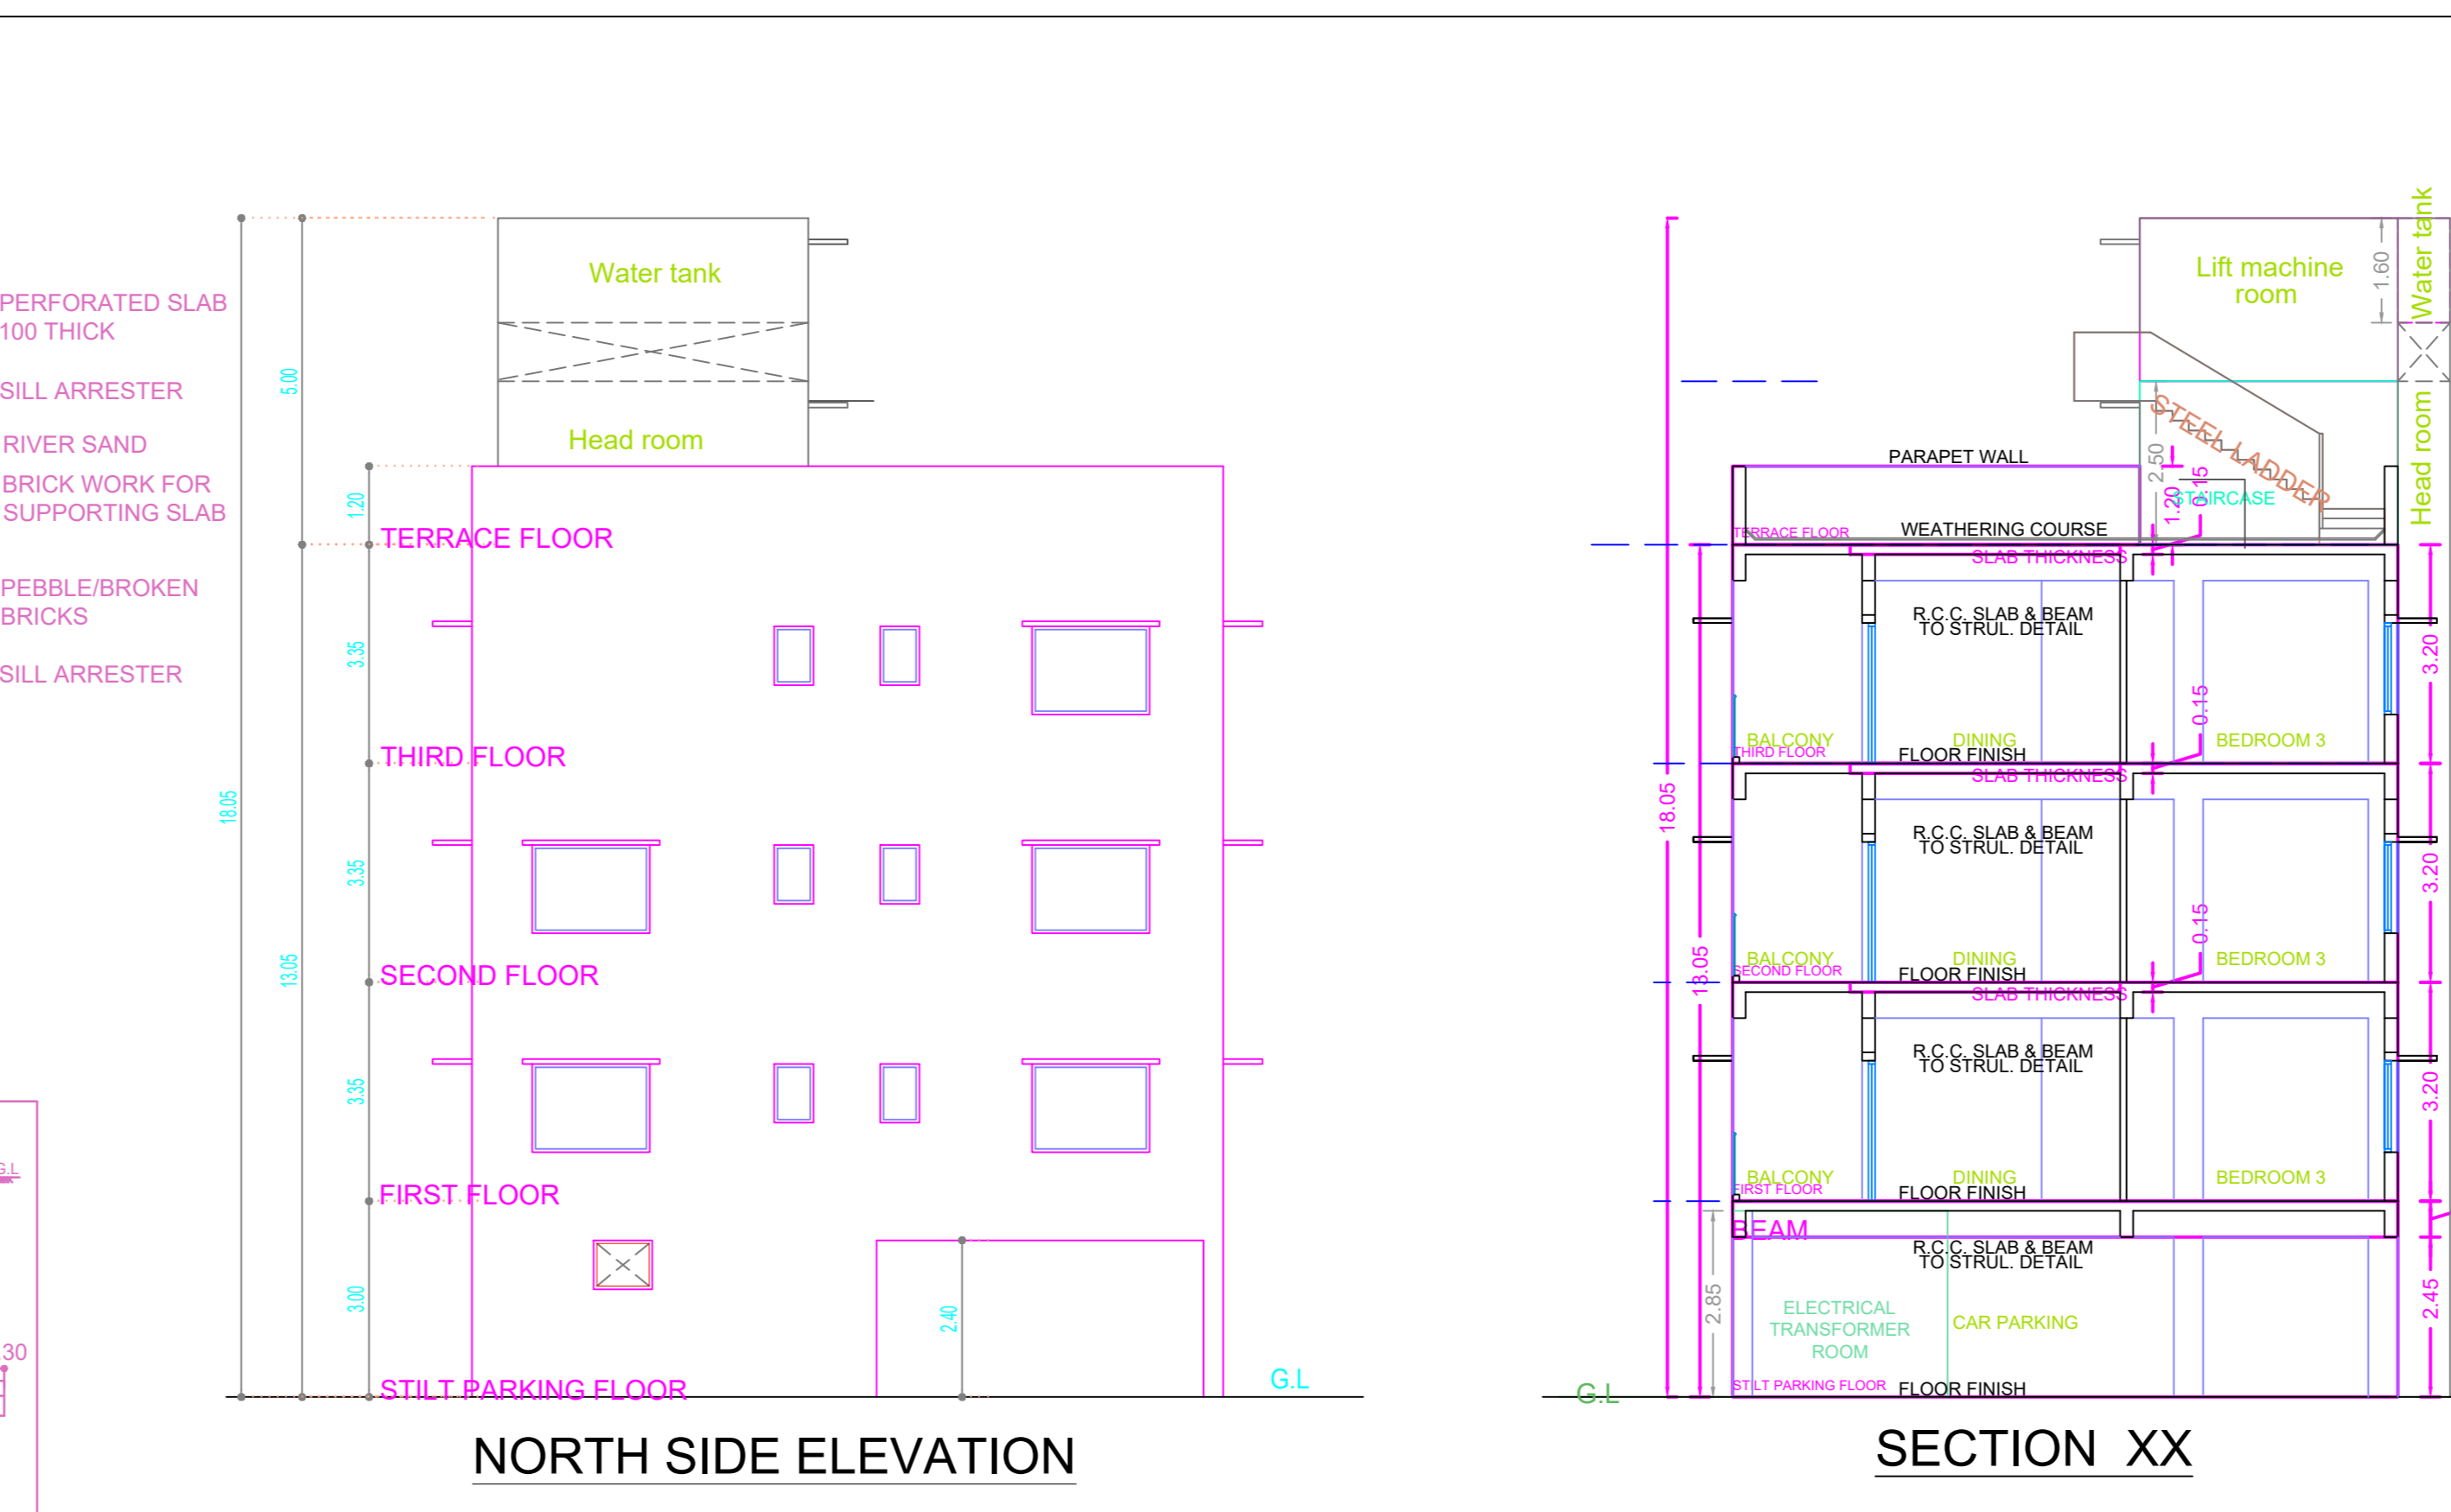 PERFORATED SLAB
100 THICK
SILL ARRESTER
RIVER SAND
BRICK WORK FOR
SUPPORTING SLAB
PEBBLE/BROKEN
BRICKS
SILL ARRESTER
G.L
30
Water tank
Head room
5.00
1.20
TERRACE FLOOR
3.35
THIRD FLOOR
18.05
3.35
13.05
SECOND FLOOR
3.35
FIRST FLOOR
3.00
2.40
STILT PARKING FLOOR
G.L
NORTH SIDE ELEVATION
Water tank
Lift machine
room
1.60
Head room
STEEL LADDER
2.50
PARAPET WALL
1.20
0.15
STAIRCASE
TERRACE FLOOR
WEATHERING COURSE
SLAB THICKNESS
R.C.C. SLAB & BEAM
TO STRUL. DETAIL
3.20
0.15
BALCONY
DINING
BEDROOM 3
THIRD FLOOR
FLOOR FINISH
SLAB THICKNESS
18.05
R.C.C. SLAB & BEAM
TO STRUL. DETAIL
3.20
0.15
13.05
BALCONY
DINING
BEDROOM 3
SECOND FLOOR
FLOOR FINISH
SLAB THICKNESS
R.C.C. SLAB & BEAM
TO STRUL. DETAIL
3.20
BALCONY
DINING
BEDROOM 3
FIRST FLOOR
FLOOR FINISH
BEAM
R.C.C. SLAB & BEAM
TO STRUL. DETAIL
2.85
2.45
ELECTRICAL
TRANSFORMER
ROOM
CAR PARKING
STILT PARKING FLOOR
FLOOR FINISH
G.L
SECTION XX